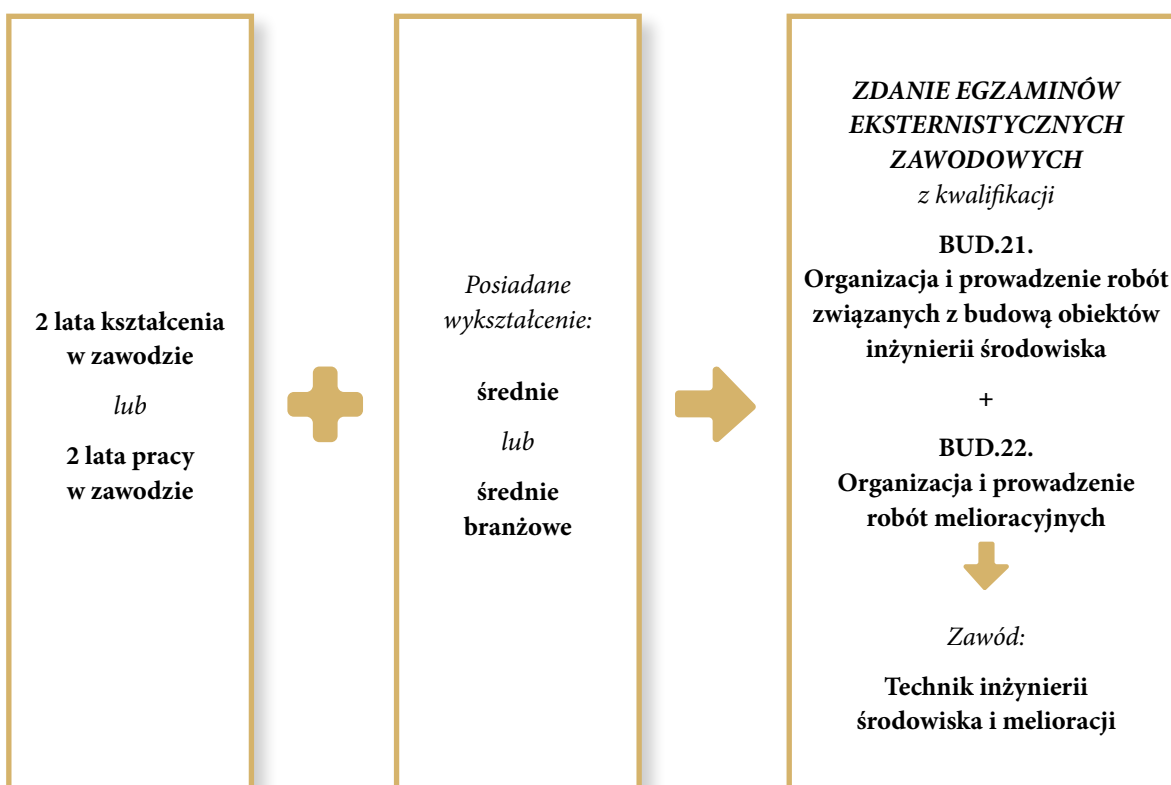 2 lata kształcenia
w zawodzie
lub
2 lata pracy
w zawodzie
Posiadane
wykształcenie:
średnie
lub
średnie
branżowe
ZDANIE EGZAMINÓW
EKSTERNISTYCZNYCH
ZAWODOWYCH
z kwalifikacji
BUD.21.
Organizacja i prowadzenie robót
związanych z budową obiektów
inżynierii środowiska
+
BUD.22.
Organizacja i prowadzenie
robót melioracyjnych
Zawód:
Technik inżynierii
środowiska i melioracji